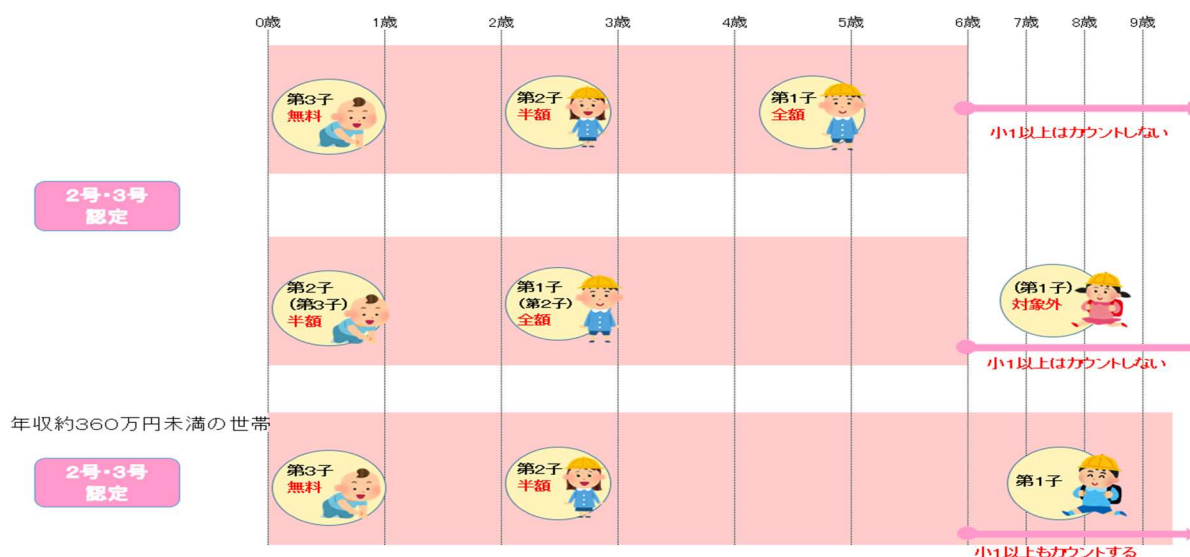 0歳 1歳 2歳 3歳 4歳 5歳 6歳 7歳 8歳 9歳
第3子
無料
第2子
半額
第1子
全額
小1以上はカウントしない
2号・3号
認定
第2子
(第3子)
半額
第1子
(第2子)
全額
(第1子)
対象外
小1以上はカウントしない
年収約360万円未満の世帯
2号・3号
認定
第3子
無料
第2子
半額
第1子
小1以上もカウントする